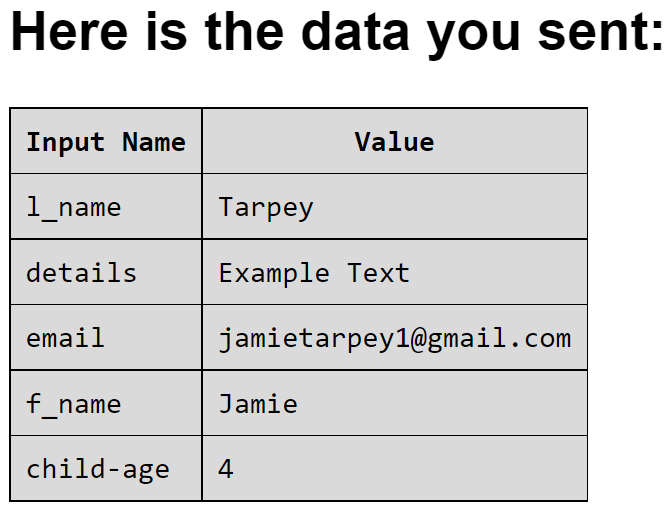 Here is the data you sent:
Input Name Value
l_name Tarpey
details Example Text
email jamietarpey1@gmail.com
f_name Jamie
child-age 4